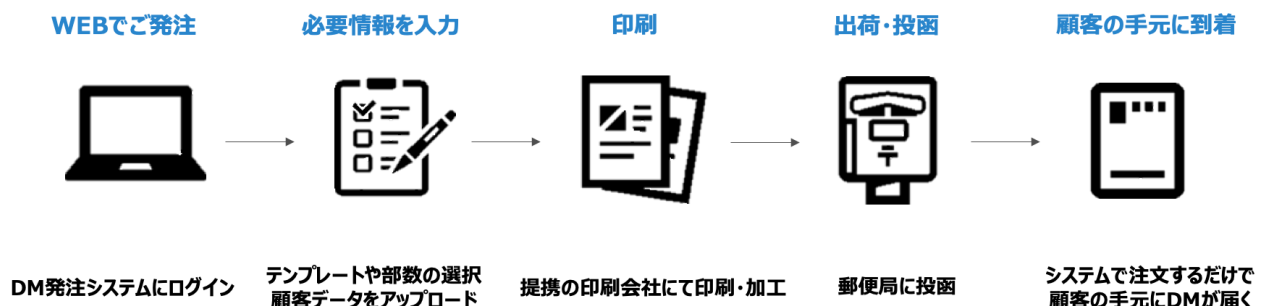 WEBでご発注
必要情報を入力
印刷
出荷・投函
顧客の手元に到着
DM発注システムにログイン
テンプレートや部数の選択
顧客データをアップロード
提携の印刷会社にて印刷・加工
郵便局に投函
システムで注文するだけで
顧客の手元にDMが届く